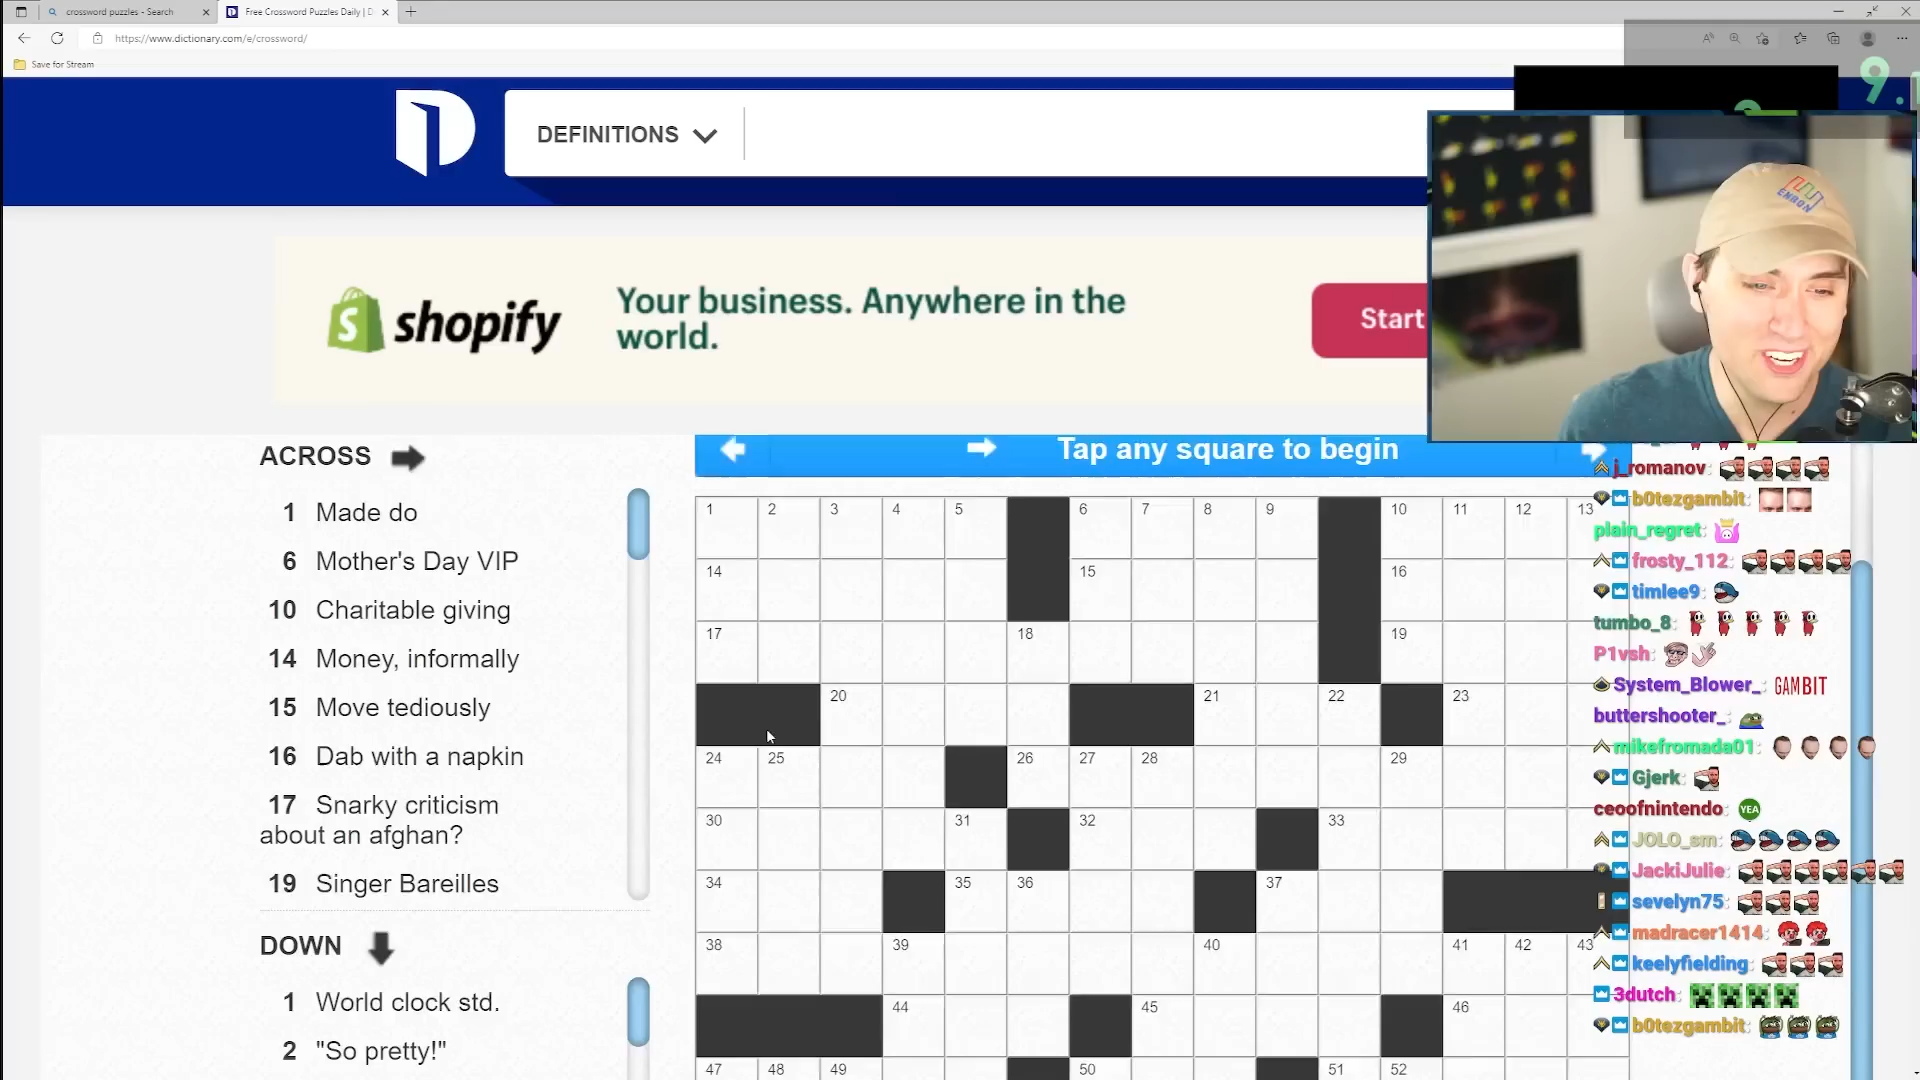 crossword puzzles - Search
Free Crossword Puzzles Daily | D
https://www.dictionary.com/e/crossword/
Save for Stream
9.
DEFINITIONS
ENRON
shopify
Your business. Anywhere in the
world.
Start
ACROSS
1 Made do
6 Mother's Day VIP
10 Charitable giving
14 Money, informally
15 Move tediously
16 Dab with a napkin
17 Snarky criticism
about an afghan?
19 Singer Bareilles
DOWN
1 World clock std.
2 "So pretty!"
Tap any square to begin
1 2 3 4 5 6 7 8 9 10 11 12 13
14 15 16
17 18 19
20 21 22 23
24 25 26 27 28 29
30 31 32 33
34 35 36 37
38 39 40 41 42 43
44 45 46
47 48 49 50 51 52
j_romanov:
b0tezgambit:
plain_regret:
frosty_112:
timlee9:
tumbo_8:
P1vsh:
System_Blower_: GAMBIT
buttershooter_:
mikefromada01:
Gjerk:
ceoofnintendo: YEA
JOLO_sm:
JackiJulie:
sevelyn75:
madracer1414:
keelyfielding:
3dutch:
b0tezgambit: